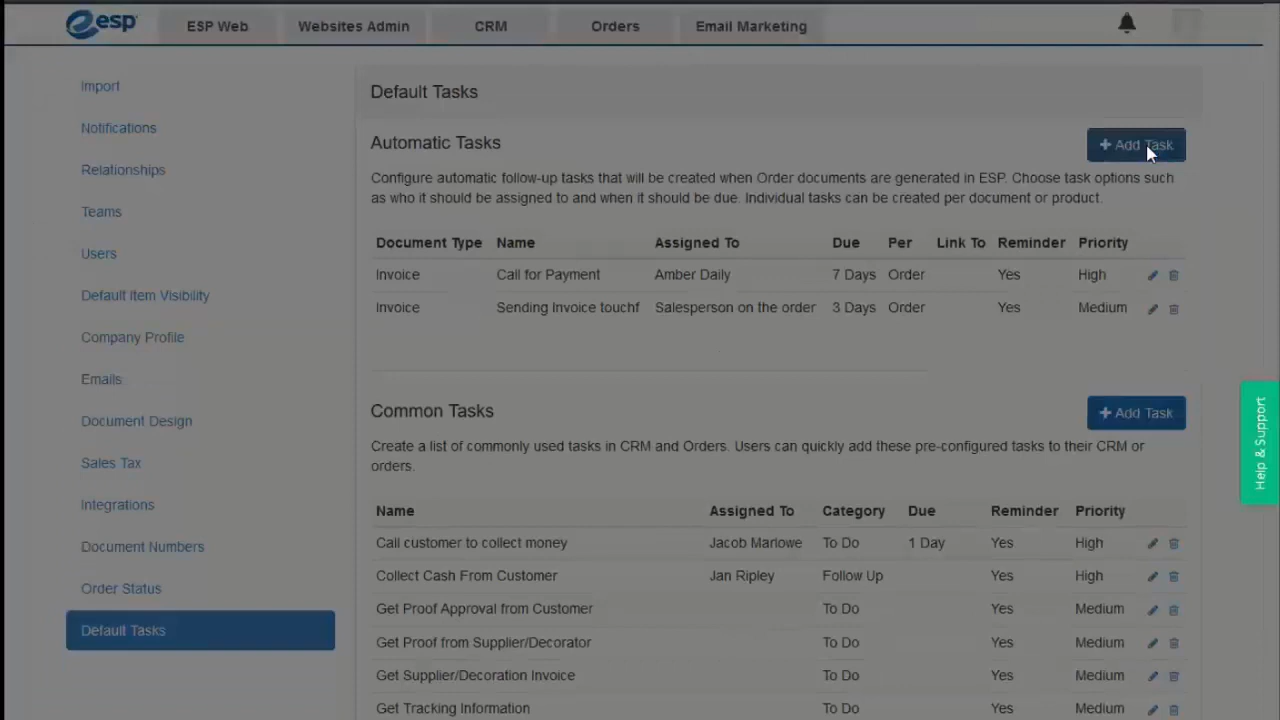 esp ESP Web Websites Admin CRM Orders Email Marketing
Import
Notifications
Relationships
Teams
Users
Default Item Visibility
Company Profile
Emails
Document Design
Sales Tax
Integrations
Document Numbers
Order Status
Default Tasks
Default Tasks
Automatic Tasks
+ Add Task
Configure automatic follow-up tasks that will be created when Order documents are generated in ESP. Choose task options such
as who it should be assigned to and when it should be due. Individual tasks can be created per document or product.
Document Type Name Assigned To Due Per Link To Reminder Priority
Invoice Call for Payment Amber Daily 7 Days Order Yes High
Invoice Sending Invoice touchf Salesperson on the order 3 Days Order Yes Medium
Common Tasks
+ Add Task
Create a list of commonly used tasks in CRM and Orders. Users can quickly add these pre-configured tasks to their CRM or
orders.
Name Assigned To Category Due Reminder Priority
Call customer to collect money Jacob Marlowe To Do 1 Day Yes High
Collect Cash From Customer Jan Ripley Follow Up Yes High
Get Proof Approval from Customer To Do Yes Medium
Get Proof from Supplier/Decorator To Do Yes Medium
Get Supplier/Decoration Invoice To Do Yes Medium
Get Tracking Information To Do Yes Medium
Help & Support